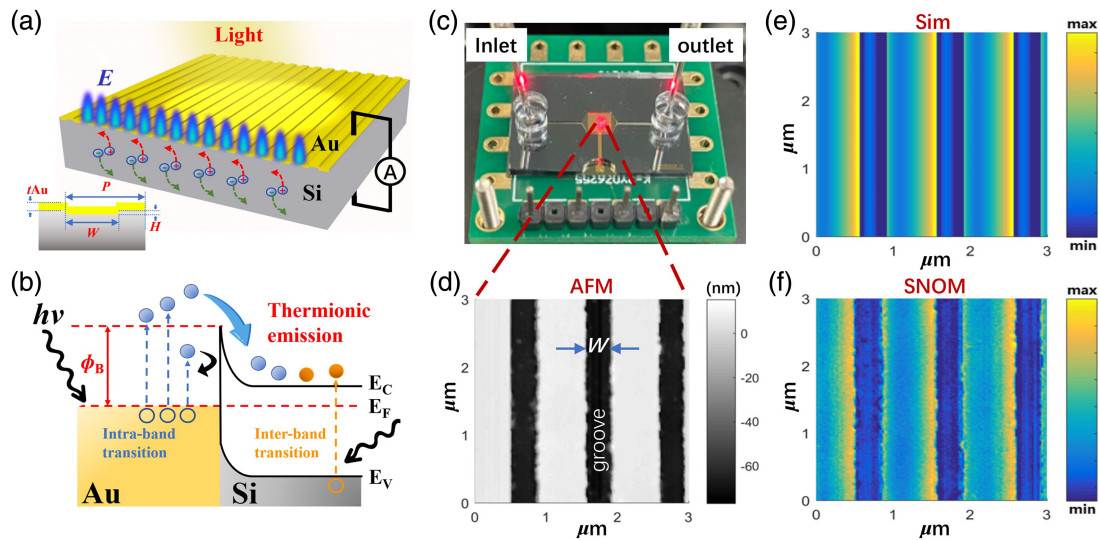 (a)
Light
E
Au
Si
A
tAu
P
W
H
(b)
hν
ϕB
Thermionic
emission
EC
EF
EV
Intra-band
transition
Inter-band
transition
Au
Si
(c)
Inlet
outlet
(d)
AFM
(nm)
W
groove
3
2
1
0
μm
0
1
2
3
μm
0
-20
-40
-60
(e)
Sim
max
min
3
2
1
0
μm
0
1
2
3
μm
(f)
SNOM
max
min
3
2
1
0
μm
0
1
2
3
μm